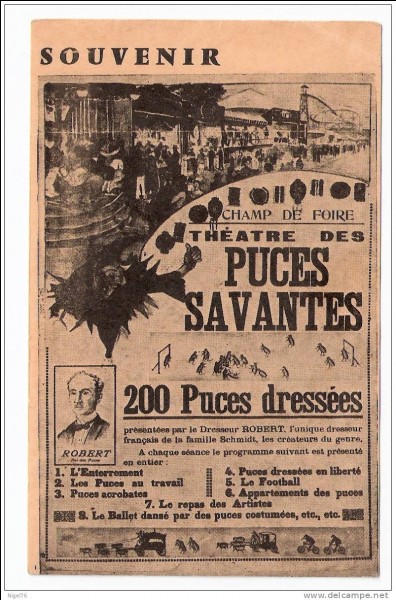 SOUVENIR
CHAMP DE FOIRE
THÉATRE DES
PUCES
SAVANTES
200 Puces dressées
présentées par le Dresseur ROBERT, l'unique dresseur
français de la famille Schmidt, les créateurs du genre.
A chaque séance le programme suivant est présenté
en entier :
ROBERT
1. L'Enterrement
2. Les Puces au travail
3. Puces acrobates
4. Puces dressées en liberté
5. Le Football
6. Appartements des puces
7. Le repas des Artistes
8. Le Ballet dansé par des puces costumées, etc., etc.
Nigel76
www.delcampe.net